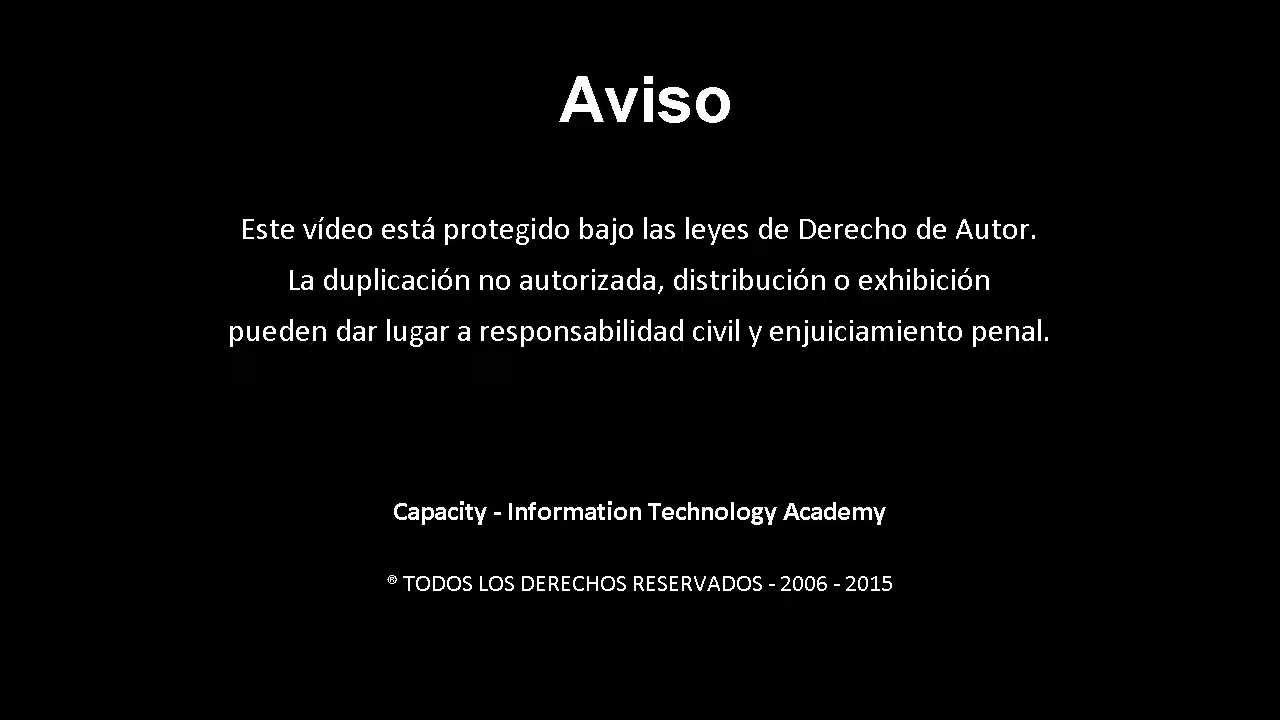 Aviso
Este vídeo está protegido bajo las leyes de Derecho de Autor.
La duplicación no autorizada, distribución o exhibición
pueden dar lugar a responsabilidad civil y enjuiciamiento penal.
Capacity - Information Technology Academy
® TODOS LOS DERECHOS RESERVADOS - 2006 - 2015